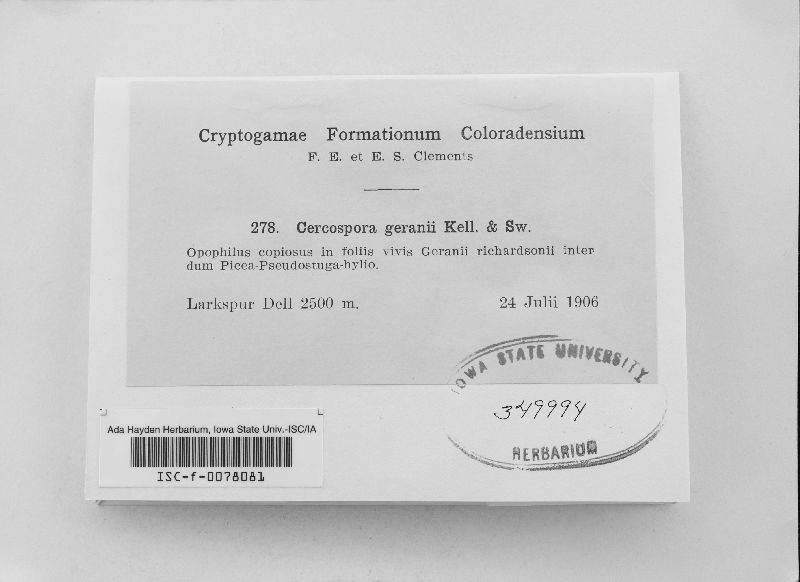 Cryptogamae Formationum Coloradensium
F. E. et E. S. Clements
278. Cercospora geranii Kell. & Sw.
Opophilus copiosus in foliis vivis Geranii richardsonii inter
dum Picea-Pseudostuga-hylio.
Larkspur Dell 2500 m. 24 Julii 1906
IOWA STATE UNIVERSITY
349994
HERBARIUM
Ada Hayden Herbarium, Iowa State Univ.-ISC/IA
ISC-f-0078081